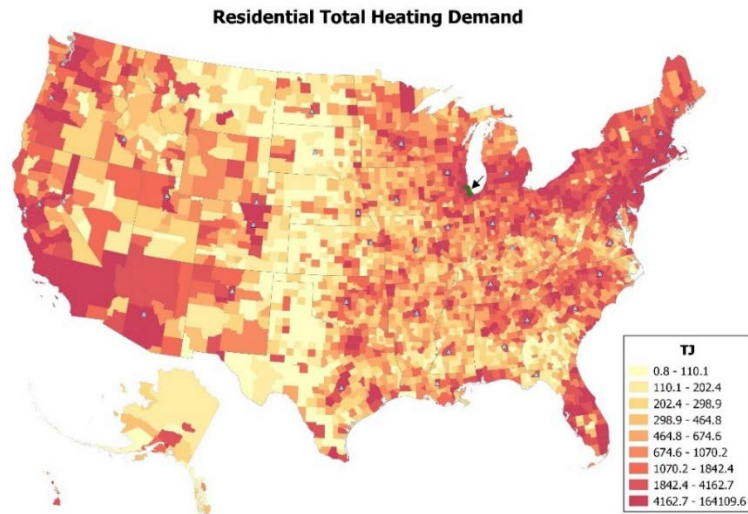 Residential Total Heating Demand
TJ
0.8 - 110.1
110.1 - 202.4
202.4 - 298.9
298.9 - 464.8
464.8 - 674.6
674.6 - 1070.2
1070.2 - 1842.4
1842.4 - 4162.7
4162.7 - 164109.6